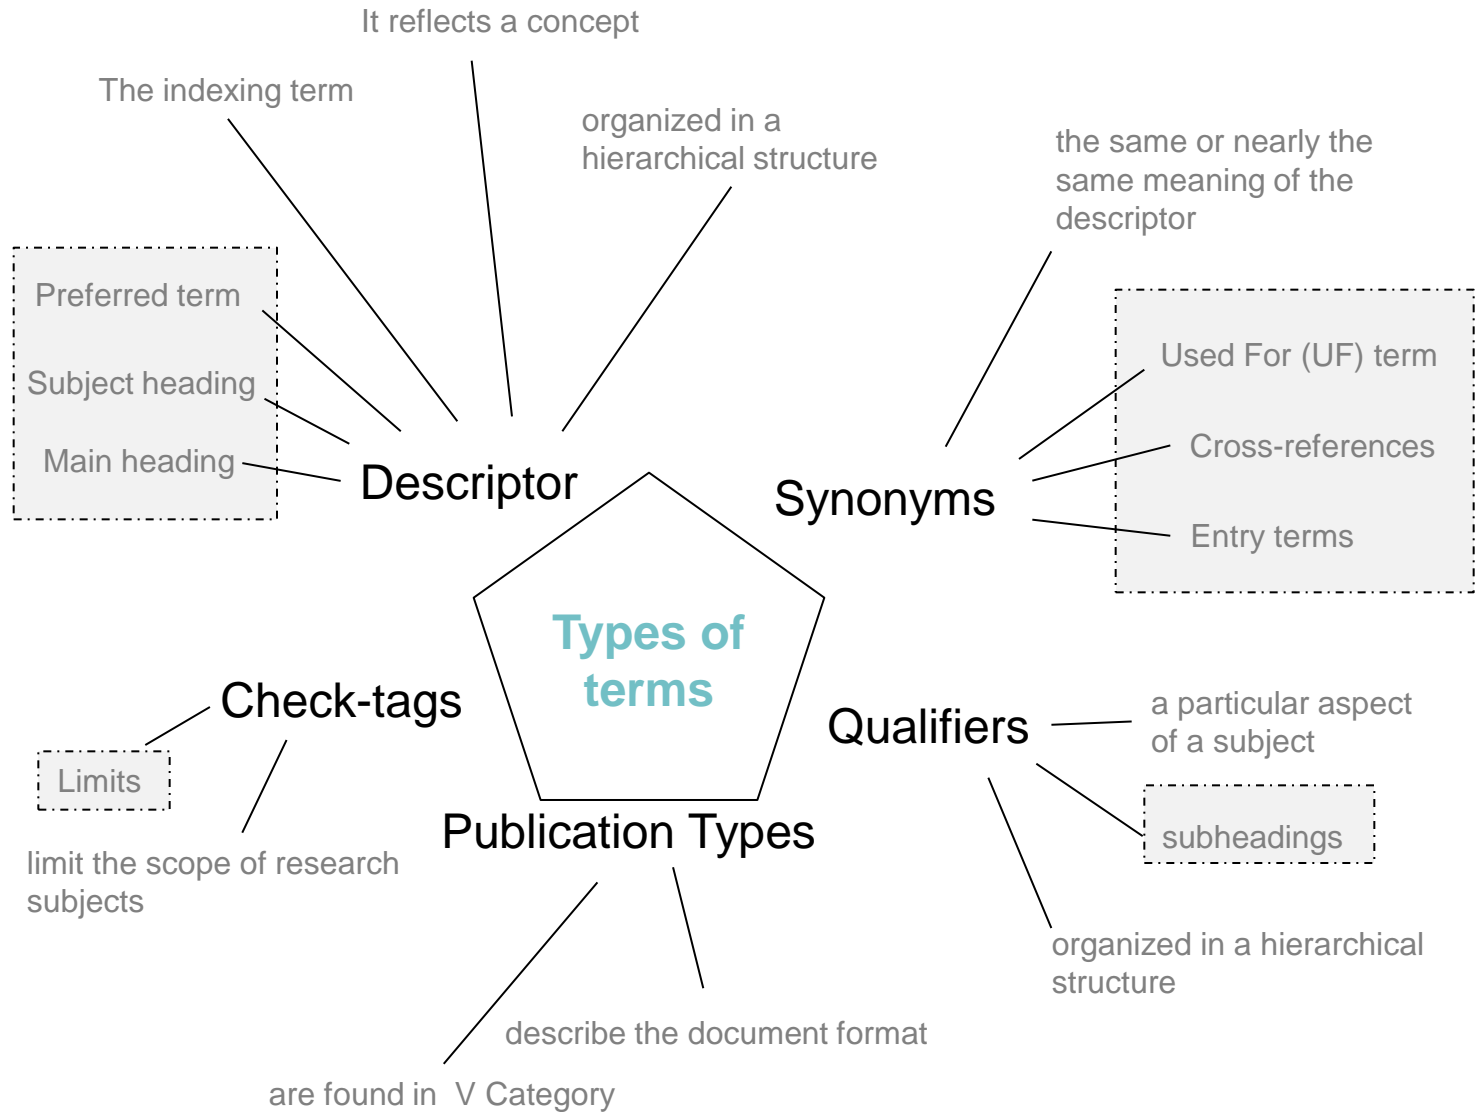 It reflects a concept
The indexing term
organized in a
hierarchical structure
the same or nearly the
same meaning of the
descriptor
Preferred term
Subject heading
Main heading
Used For (UF) term
Cross-references
Entry terms
Descriptor
Synonyms
Types of
terms
Check-tags
Limits
limit the scope of research
subjects
Qualifiers
a particular aspect
of a subject
subheadings
organized in a hierarchical
structure
Publication Types
describe the document format
are found in V Category